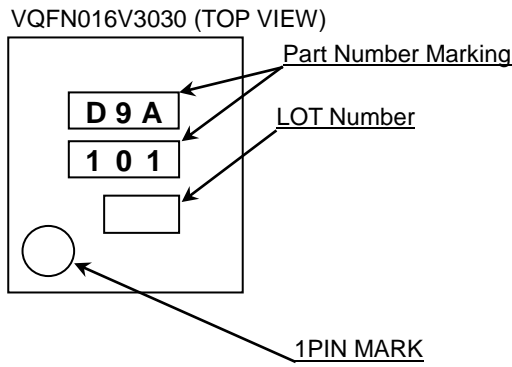 VQFN016V3030 (TOP VIEW)
Part Number Marking
D 9 A
LOT Number
1 0 1
1PIN MARK